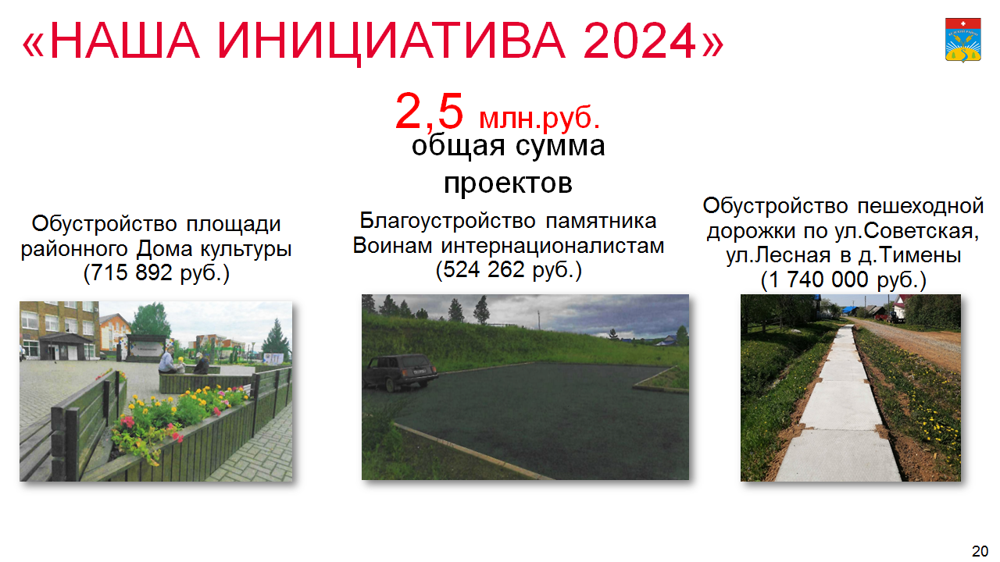 «НАША ИНИЦИАТИВА 2024»
2,5 млн.руб.
общая сумма
проектов
Обустройство площади
районного Дома культуры
(715 892 руб.)
Благоустройство памятника
Воинам интернационалистам
(524 262 руб.)
Обустройство пешеходной
дорожки по ул.Советская,
ул.Лесная в д.Тимены
(1 740 000 руб.)
20